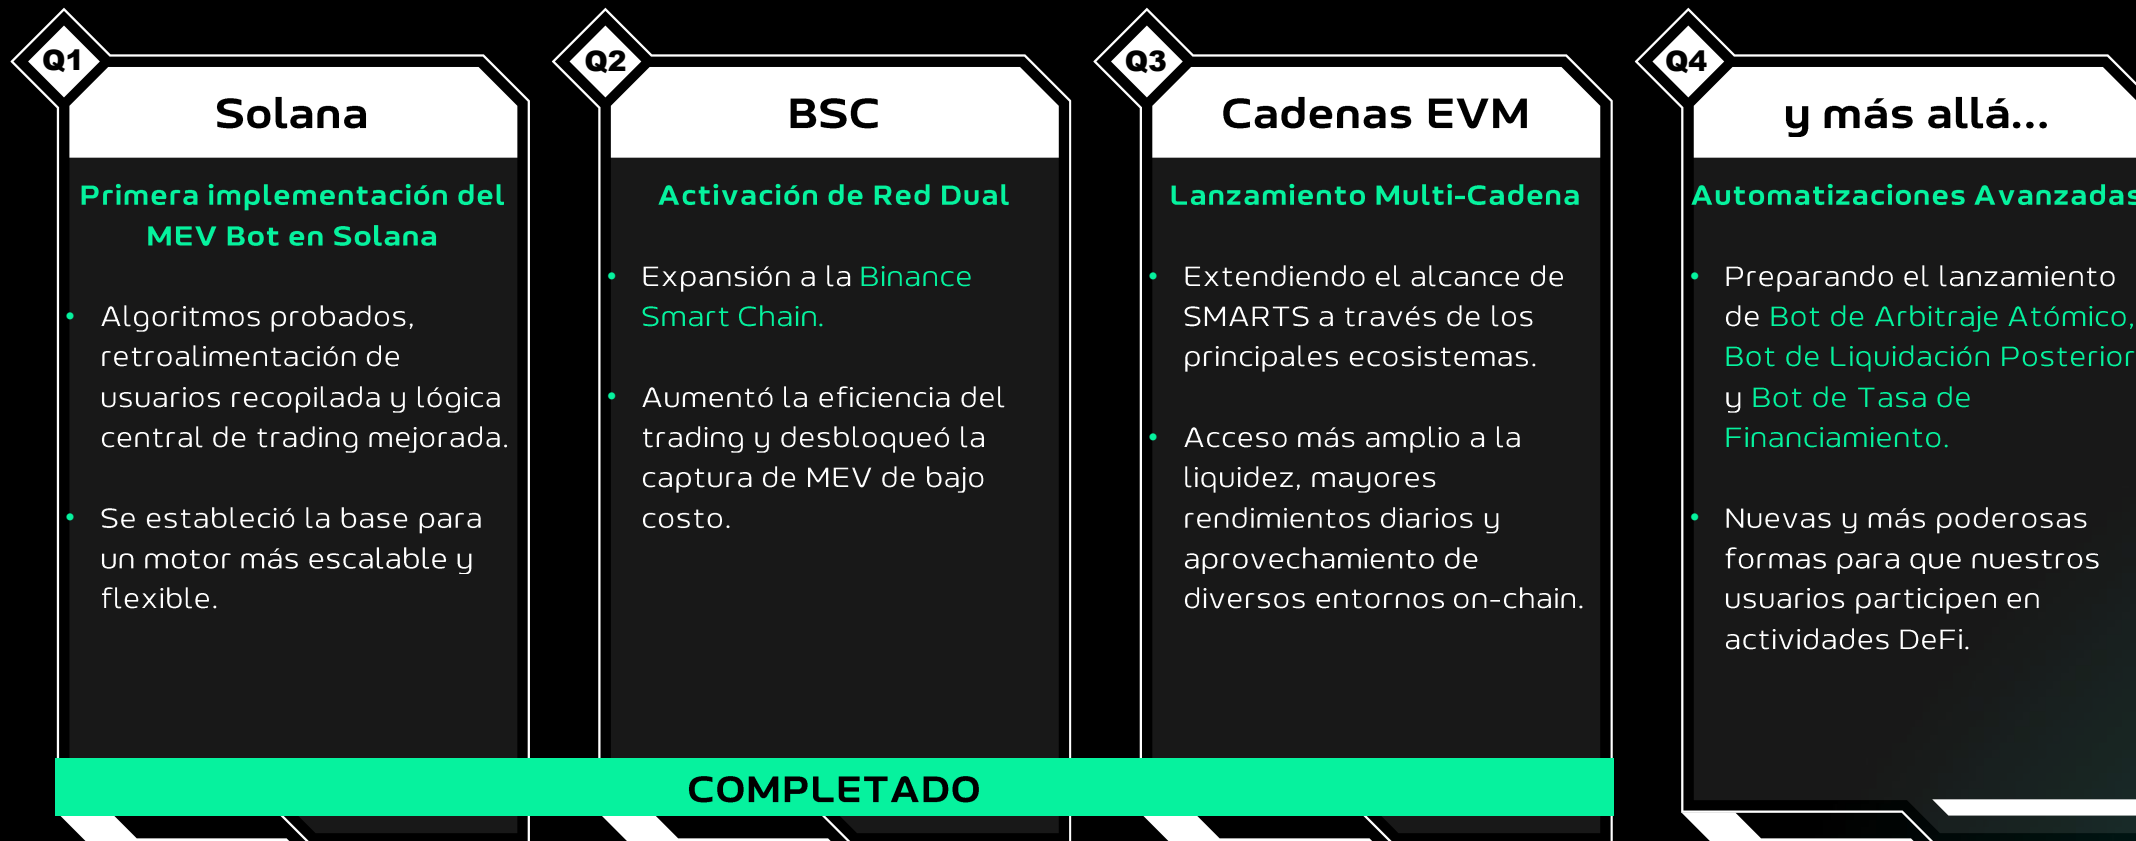 Q1
Solana
Primera implementación del
MEV Bot en Solana
• Algoritmos probados,
retroalimentación de
usuarios recopilada y lógica
central de trading mejorada.
• Se estableció la base para
un motor más escalable y
flexible.
Q2
BSC
Activación de Red Dual
• Expansión a la Binance
Smart Chain.
• Aumentó la eficiencia del
trading y desbloqueó la
captura de MEV de bajo
costo.
Q3
Cadenas EVM
Lanzamiento Multi-Cadena
• Extendiendo el alcance de
SMARTS a través de los
principales ecosistemas.
• Acceso más amplio a la
liquidez, mayores
rendimientos diarios y
aprovechamiento de
diversos entornos on-chain.
Q4
y más allá...
Automatizaciones Avanzadas
• Preparando el lanzamiento
de Bot de Arbitraje Atómico,
Bot de Liquidación Posterior
y Bot de Tasa de
Financiamiento.
• Nuevas y más poderosas
formas para que nuestros
usuarios participen en
actividades DeFi.
COMPLETADO